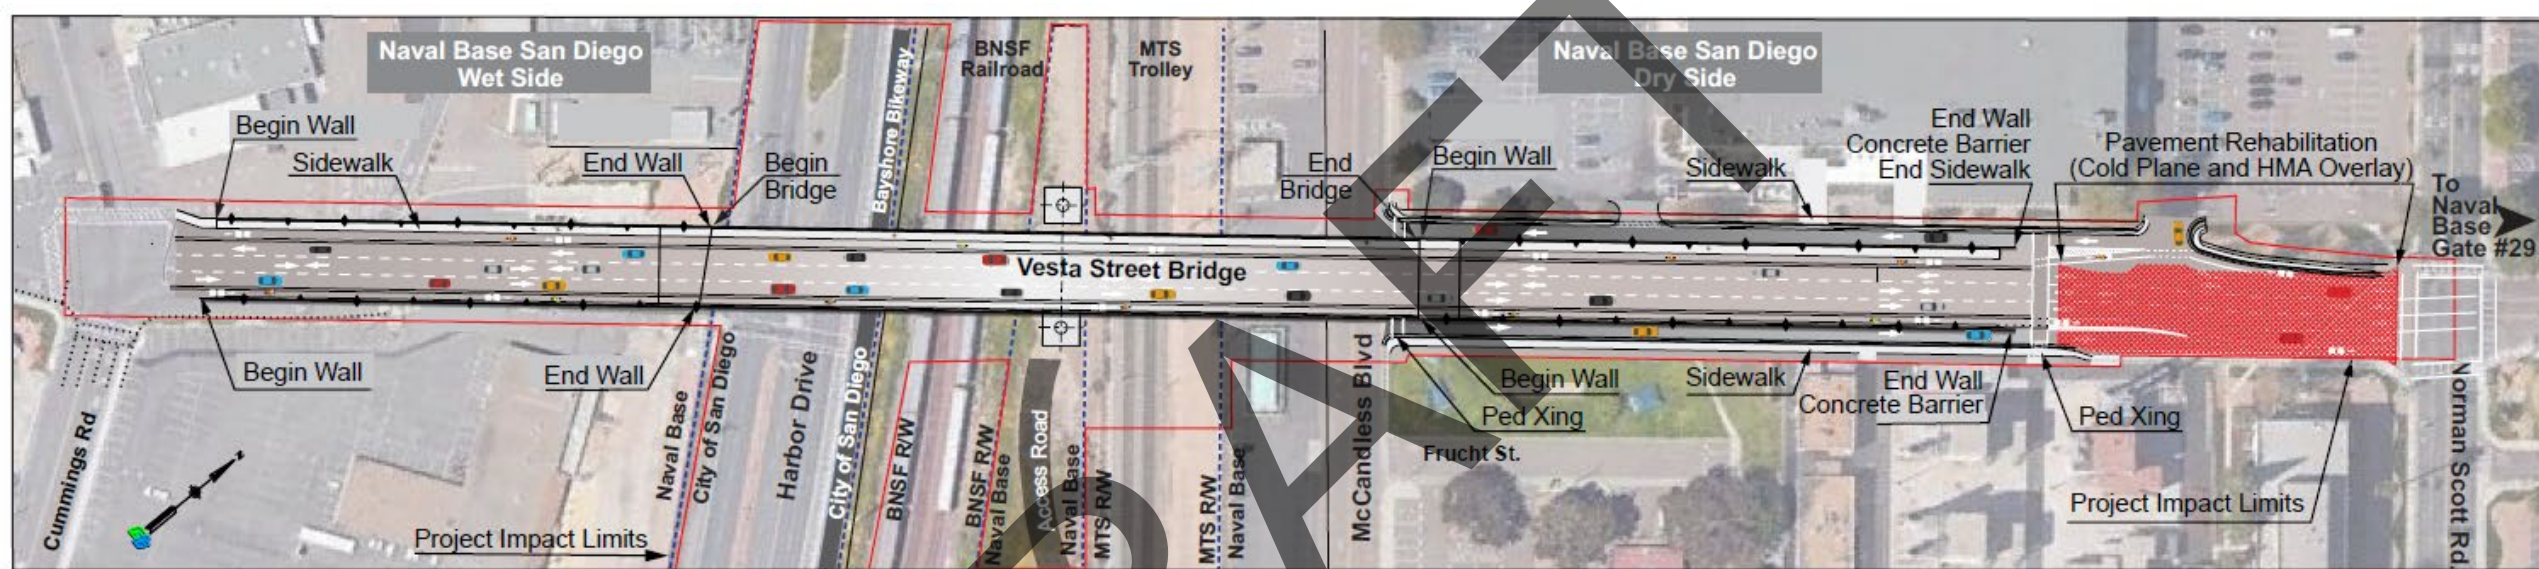 Naval Base San Diego
Wet Side
BNSF
Railroad
MTS
Trolley
Naval Base San Diego
Dry Side
Bayshore Bikeway
Begin Wall
Sidewalk
End Wall
Begin
Bridge
End
Bridge
Begin Wall
Sidewalk
End Wall
Concrete Barrier
End Sidewalk
Pavement Rehabilitation
(Cold Plane and HMA Overlay)
To
Naval
Base
Gate #29
Vesta Street Bridge
Begin Wall
End Wall
Begin Wall
Ped Xing
Sidewalk
End Wall
Concrete Barrier
Ped Xing
Frucht St.
Cummings Rd
Project Impact Limits
Naval Base
City of San Diego
Harbor Drive
City of San Diego
BNSF R/W
BNSF R/W
Naval Base
Access Road
Naval Base
MTS R/W
MTS R/W
Naval Base
McCandless Blvd
Project Impact Limits
Norman Scott Rd.